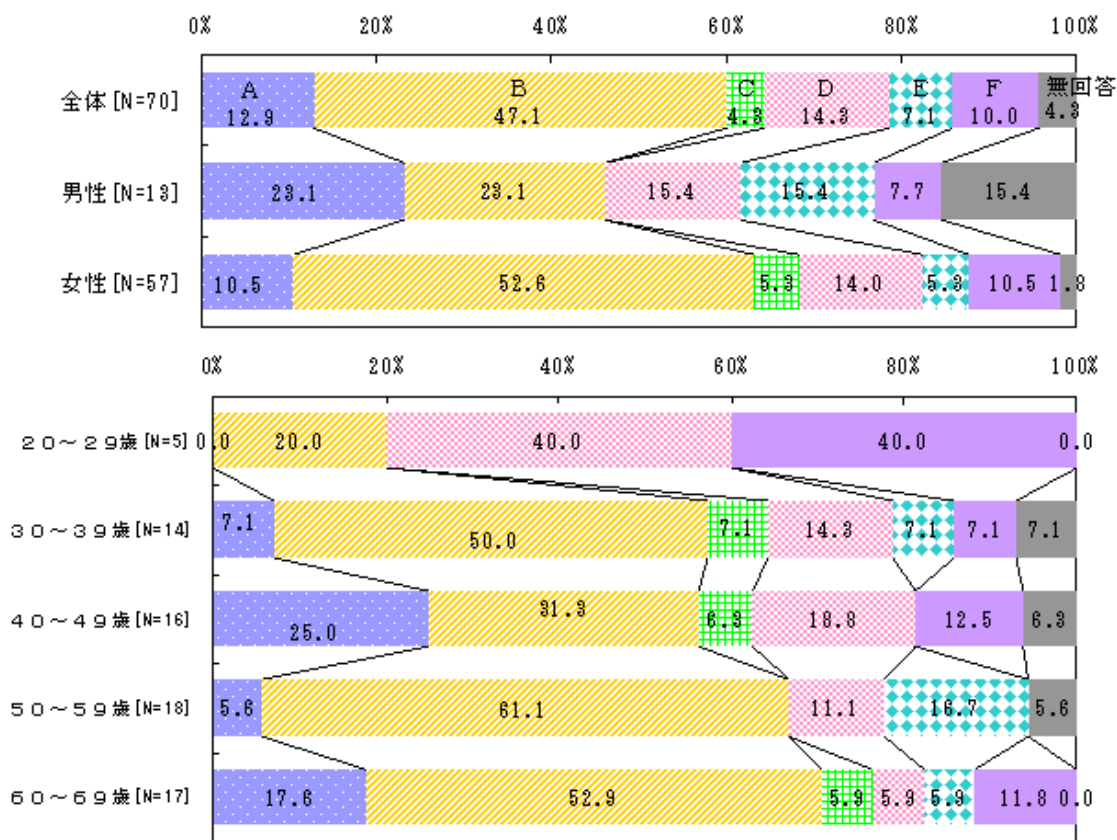 0% 20% 40% 60% 80% 100%
A B C D E F 無回答
全体[N=70] 12.9 47.1 4.3 14.3 7.1 10.0 4.3
男性[N=13] 23.1 23.1 15.4 15.4 7.7 15.4
女性[N=57] 10.5 52.6 5.3 14.0 5.3 10.5 1.8
0% 20% 40% 60% 80% 100%
20~29歳[N=5] 0.0 20.0 40.0 40.0 0.0
30~39歳[N=14] 7.1 50.0 7.1 14.3 7.1 7.1 7.1
40~49歳[N=16] 25.0 31.3 6.3 18.8 12.5 6.3
50~59歳[N=18] 5.6 61.1 11.1 16.7 5.6
60~69歳[N=17] 17.6 52.9 5.9 5.9 5.9 11.8 0.0